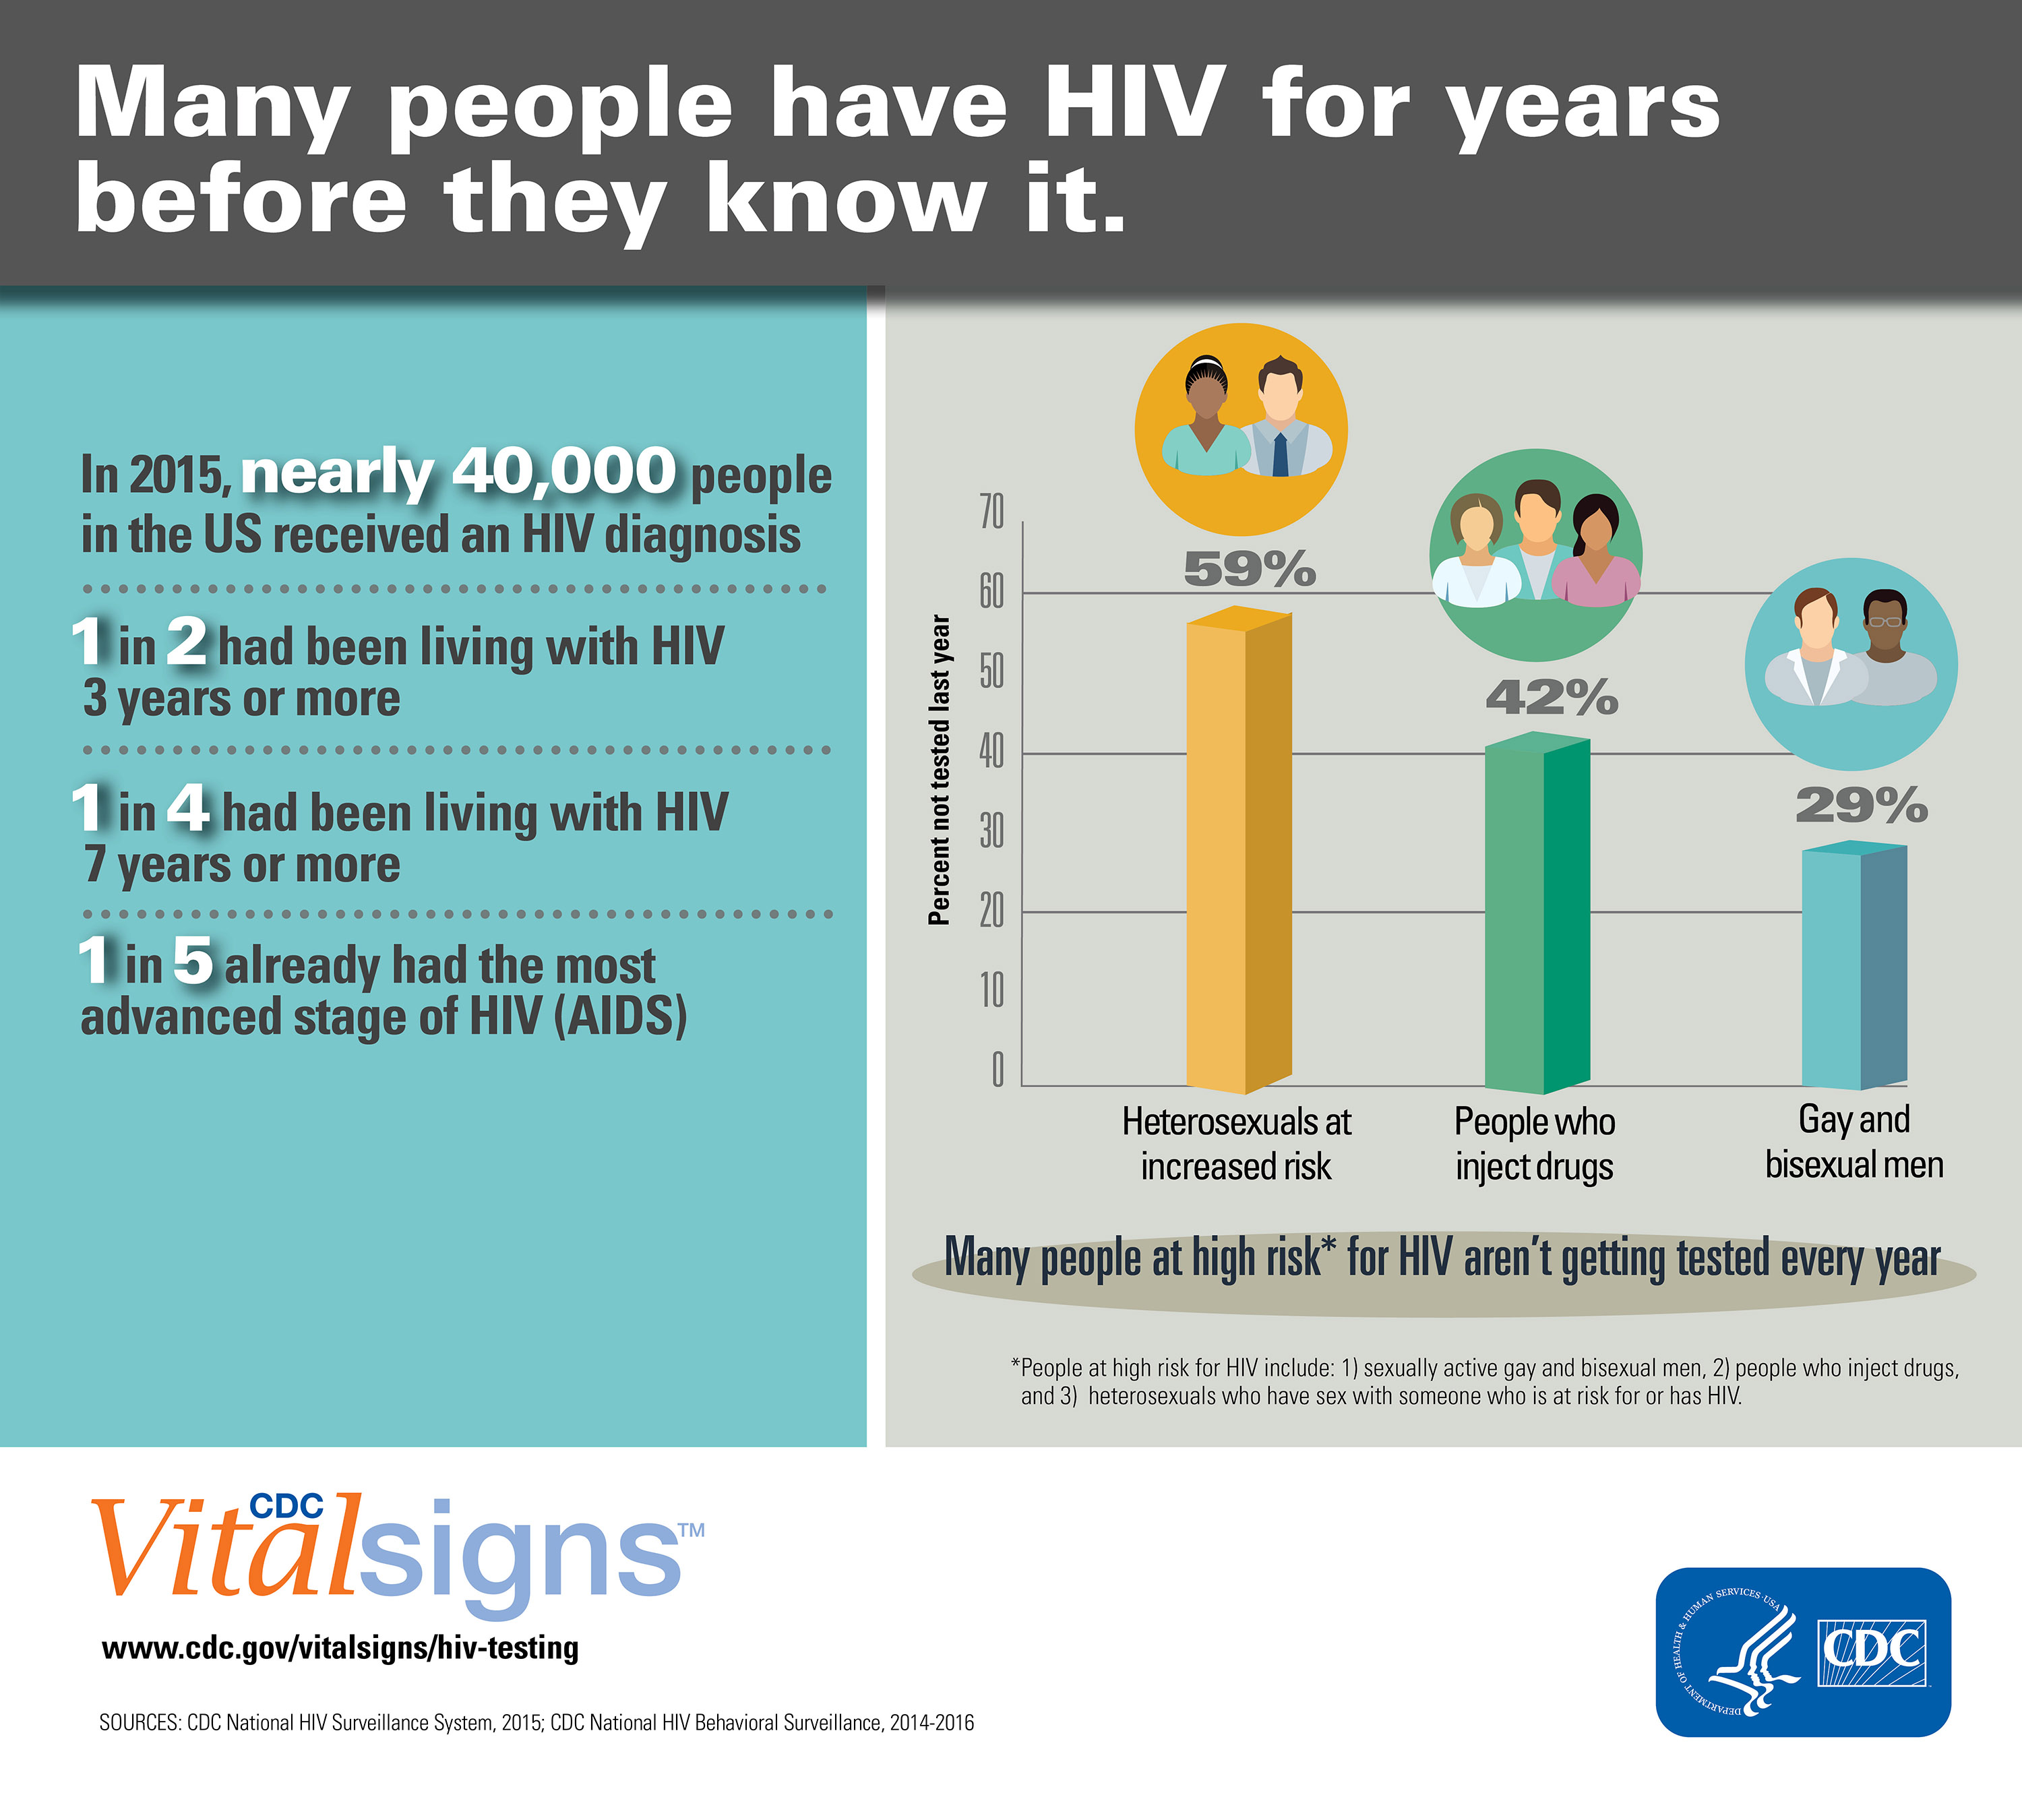 Many people have HIV for years
before they know it.
In 2015, nearly 40,000 people
in the US received an HIV diagnosis
1 in 2 had been living with HIV
3 years or more
1 in 4 had been living with HIV
7 years or more
1 in 5 already had the most
advanced stage of HIV (AIDS)
Percent not tested last year
70
60
50
40
30
20
10
0
59%
42%
29%
Heterosexuals at
increased risk
People who
inject drugs
Gay and
bisexual men
Many people at high risk* for HIV aren't getting tested every year
*People at high risk for HIV include: 1) sexually active gay and bisexual men, 2) people who inject drugs,
and 3) heterosexuals who have sex with someone who is at risk for or has HIV.
CDC
Vitalsigns™
www.cdc.gov/vitalsigns/hiv-testing
SOURCES: CDC National HIV Surveillance System, 2015; CDC National HIV Behavioral Surveillance, 2014-2016
DEPARTMENT OF HEALTH & HUMAN SERVICES·USA
CDC